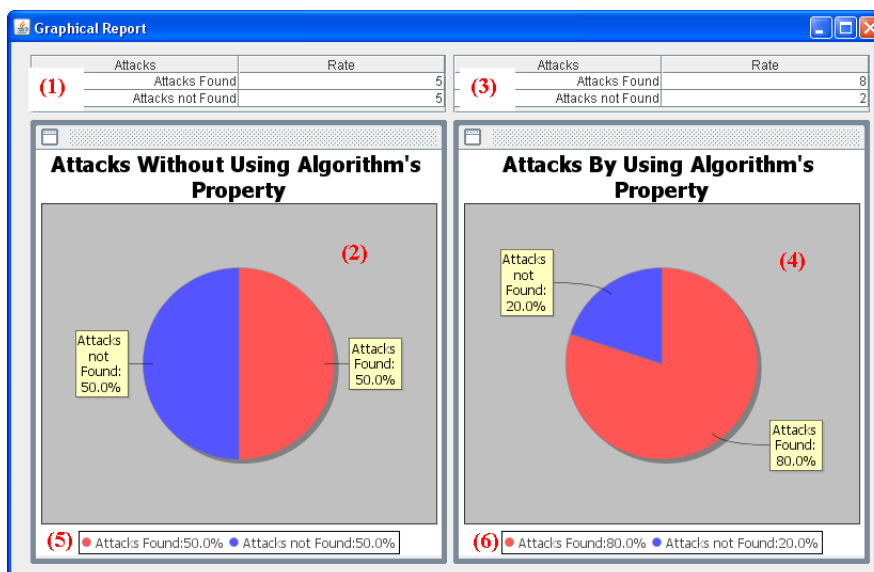 Graphical Report
Attacks Rate
(1) Attacks Found 5
Attacks not Found 5
Attacks Rate
(3) Attacks Found 8
Attacks not Found 2
Attacks Without Using Algorithm's
Property
(2)
Attacks
not
Found:
50.0%
Attacks
Found:
50.0%
(5) Attacks Found:50.0% Attacks not Found:50.0%
Attacks By Using Algorithm's
Property
(4)
Attacks
not
Found:
20.0%
Attacks
Found:
80.0%
(6) Attacks Found:80.0% Attacks not Found:20.0%